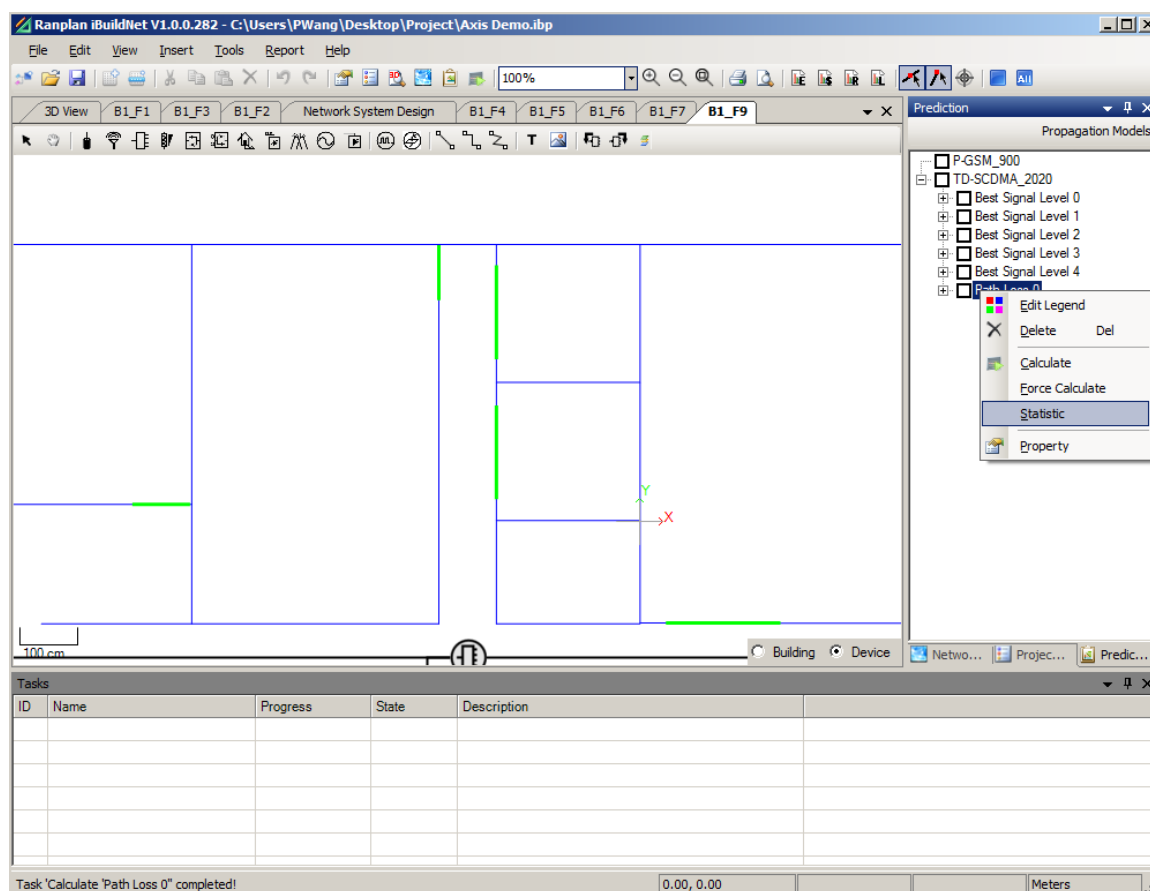 Ranplan iBuildNet V1.0.0.282 - C:\Users\PWang\Desktop\Project\Axis Demo.ibp
File Edit View Insert Tools Report Help
100% All
3D View B1_F1 B1_F3 B1_F2 Network System Design B1_F4 B1_F5 B1_F6 B1_F7 B1_F9
T
Prediction
Propagation Models
P-GSM_900
TD-SCDMA_2020
Best Signal Level 0
Best Signal Level 1
Best Signal Level 2
Best Signal Level 3
Best Signal Level 4
Path Loss 0
Edit Legend
Delete Del
Calculate
Force Calculate
Statistic
Property
Y
X
100 cm
Building Device
Netwo... Projec... Predic...
Tasks
ID Name Progress State Description
Task 'Calculate 'Path Loss 0'' completed! 0.00, 0.00 Meters